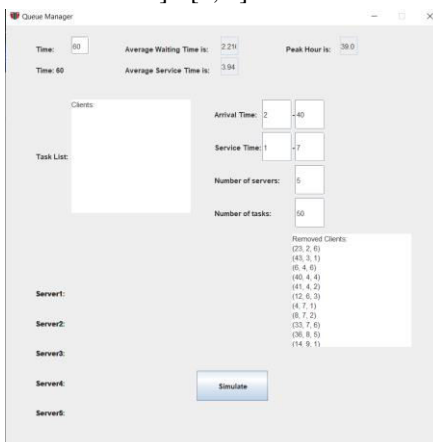 Queue Manager
Time: 60 Average Waiting Time is: 2.21 Peak Hour is: 39.0
Time: 60 Average Service Time is: 3.94
Clients:
Arrival Time: 2 - 40
Service Time: 1 - 7
Task List:
Number of servers: 5
Number of tasks: 50
Removed Clients:
(23, 2, 6)
(43, 3, 1)
(6, 4, 6)
(40, 4, 4)
(41, 4, 2)
(12, 6, 3)
(4, 7, 1)
(8, 7, 2)
(33, 7, 6)
(36, 8, 5)
(14, 9, 1)
Server1:
Server2:
Server3:
Server4:
Simulate
Server5: